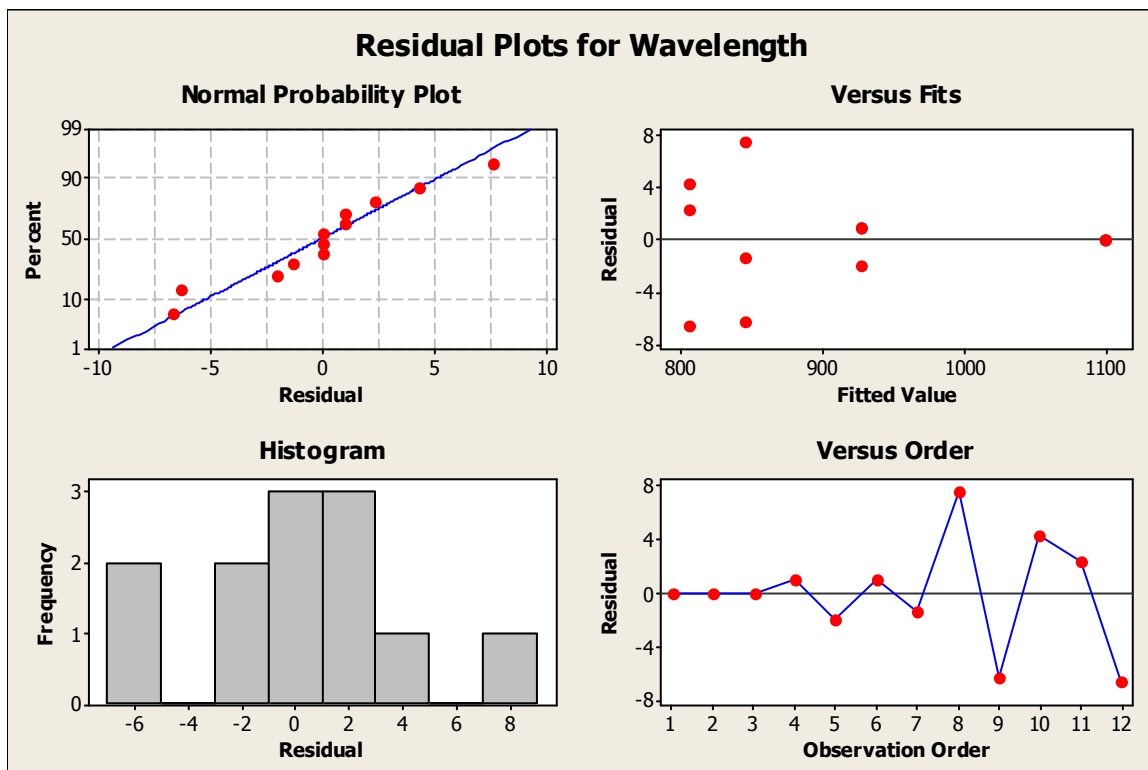 Residual Plots for Wavelength
Normal Probability Plot
99
90
50
10
1
Percent
-10 -5 0 5 10
Residual
Versus Fits
8
4
0
-4
-8
Residual
800 900 1000 1100
Fitted Value
Histogram
3
2
1
0
Frequency
-6 -4 -2 0 2 4 6 8
Residual
Versus Order
8
4
0
-4
-8
Residual
1 2 3 4 5 6 7 8 9 10 11 12
Observation Order